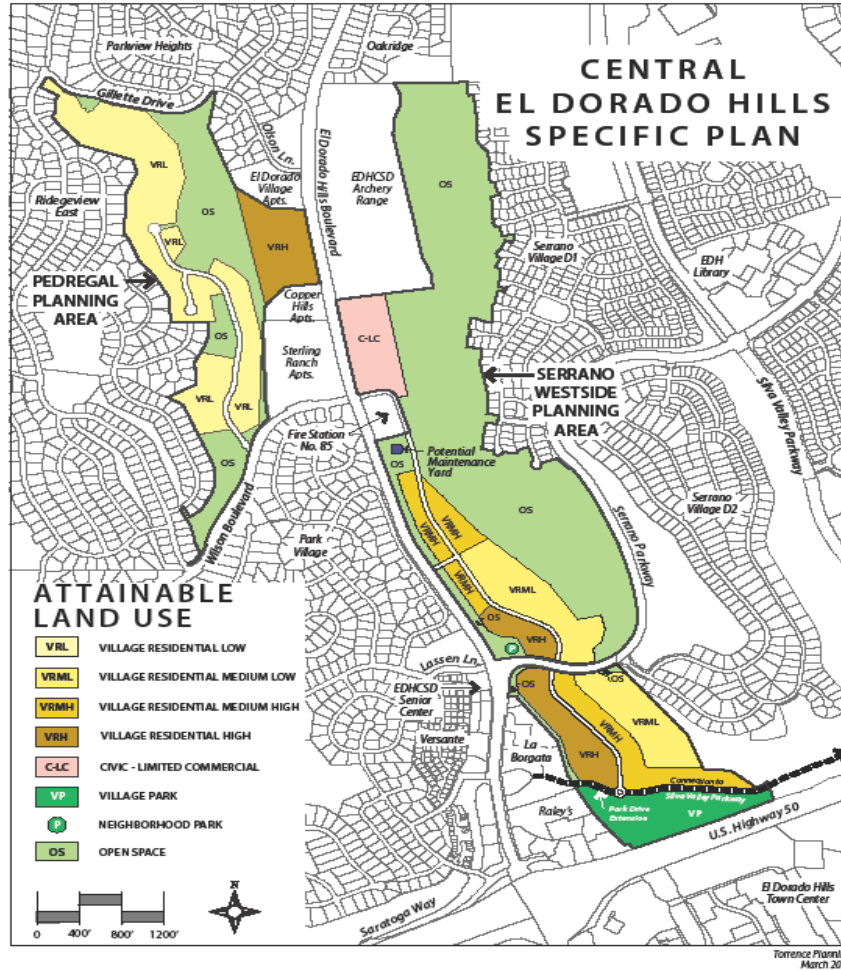 CENTRAL
EL DORADO HILLS
SPECIFIC PLAN
Parkview Heights
Oakridge
Gillette Drive
Olson Ln.
El Dorado Hills Boulevard
VRL
OS
El Dorado
Village
Apts.
EDHCSD
Archery
Range
OS
Ridgeview
East
VRL
VRH
Serrano
Village D1
EDH
Library
PEDREGAL
PLANNING
AREA
Copper
Hills
Apts.
OS
C-LC
Sterling
Ranch
Apts.
SERRANO
WESTSIDE
PLANNING
AREA
Silva Valley Parkway
VRL
VRL
Fire Station
No. 85
OS
OS
Potential
Maintenance
Yard
OS
Serrano Parkway
Serrano
Village D2
Wilson Boulevard
Park
Village
VRMH
VRMH
VRMH
VRML
OS
VRH
P
Lassen Ln.
OS
OS
EDHCSD
Senior
Center
VRML
VRMH
Versante
La
Borgata
VRH
Connection to
Silva Valley Parkway
Park Drive
Extension
VP
Raley's
U.S. Highway 50
Saratoga Way
El Dorado Hills
Town Center
ATTAINABLE
LAND USE
VRL VILLAGE RESIDENTIAL LOW
VRML VILLAGE RESIDENTIAL MEDIUM LOW
VRMH VILLAGE RESIDENTIAL MEDIUM HIGH
VRH VILLAGE RESIDENTIAL HIGH
C-LC CIVIC - LIMITED COMMERCIAL
VP VILLAGE PARK
P NEIGHBORHOOD PARK
OS OPEN SPACE
N
0 400' 800' 1200'
Torrence Planni
March 20